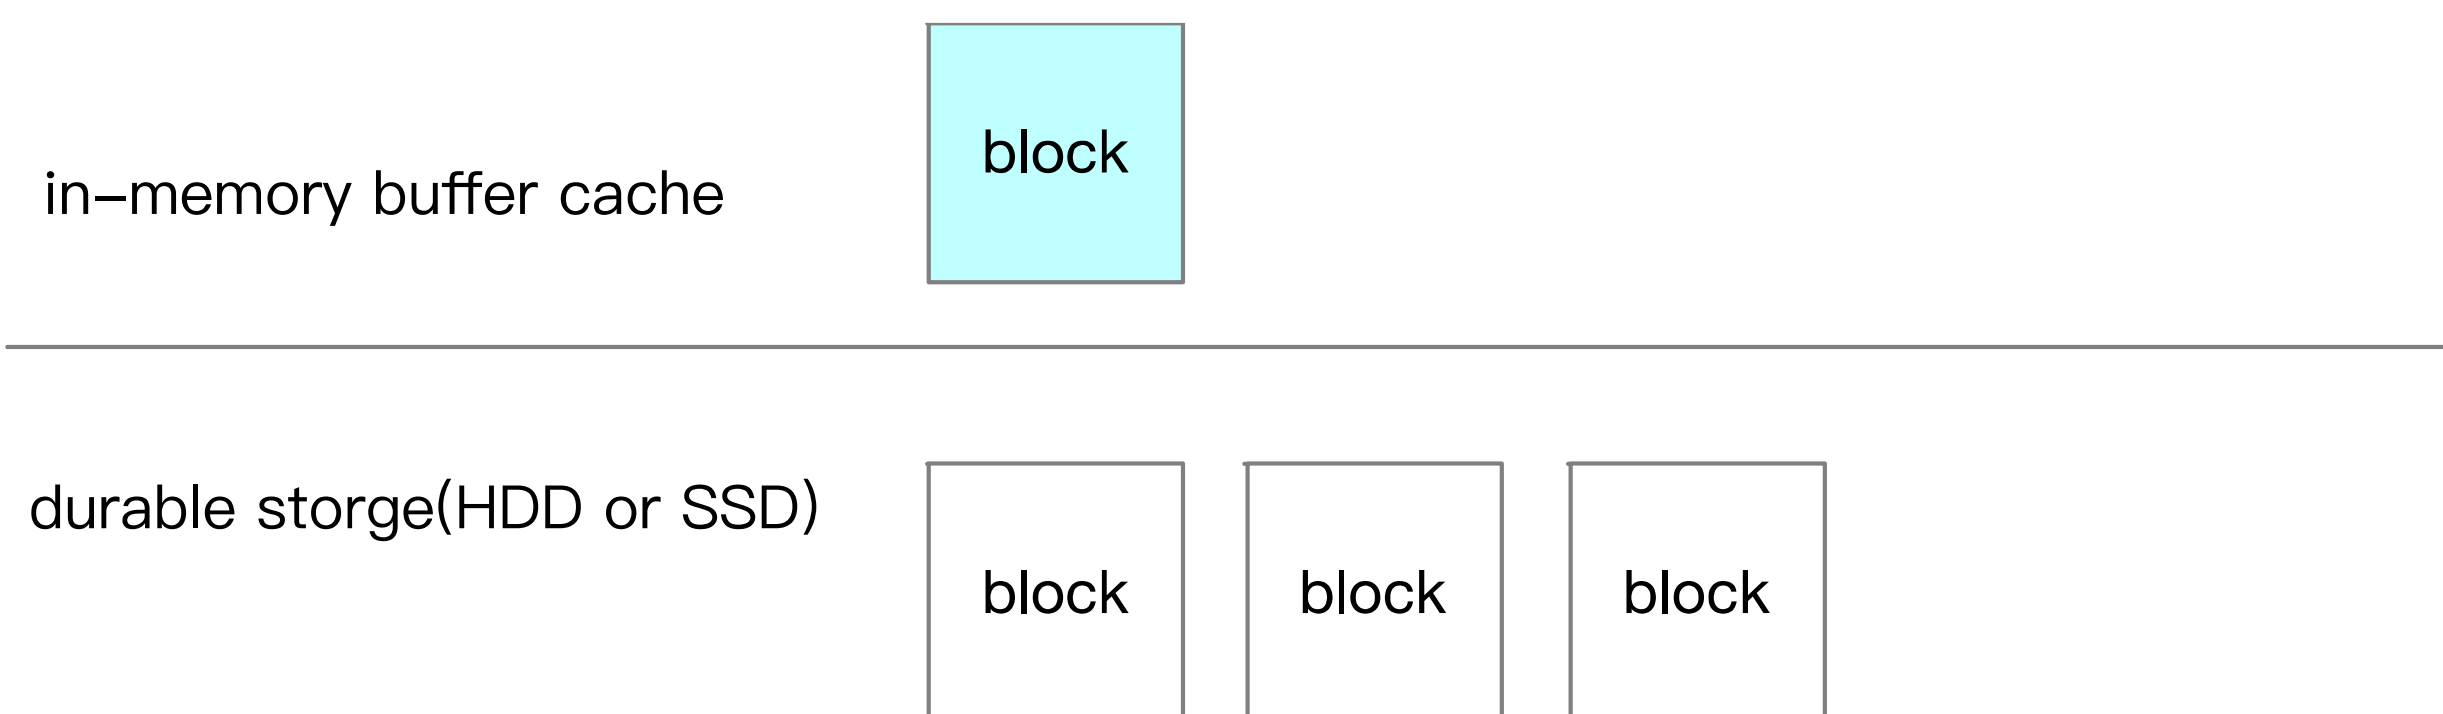 block
in-memory buffer cache
durable storge(HDD or SSD)
block block block